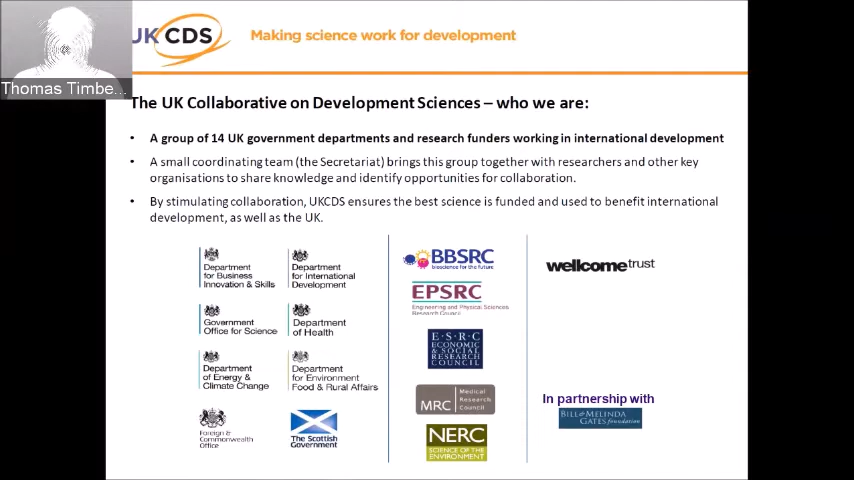 UKCDS
Making science work for development
Thomas Timbe...
The UK Collaborative on Development Sciences – who we are:
• A group of 14 UK government departments and research funders working in international development
• A small coordinating team (the Secretariat) brings this group together with researchers and other key
organisations to share knowledge and identify opportunities for collaboration.
• By stimulating collaboration, UKCDS ensures the best science is funded and used to benefit international
development, as well as the UK.
Department
for Business
Innovation & Skills
Department
for International
Development
Government
Office for Science
Department
of Health
Department
of Energy &
Climate Change
Department
for Environment
Food & Rural Affairs
Foreign &
Commonwealth
Office
The Scottish
Government
BBSRC
bioscience for the future
EPSRC
Engineering and Physical Sciences
Research Council
E·S·R·C
ECONOMIC
& SOCIAL
RESEARCH
COUNCIL
MRC
Medical
Research
Council
NERC
SCIENCE OF THE
ENVIRONMENT
wellcometrust
In partnership with
BILL & MELINDA
GATES foundation